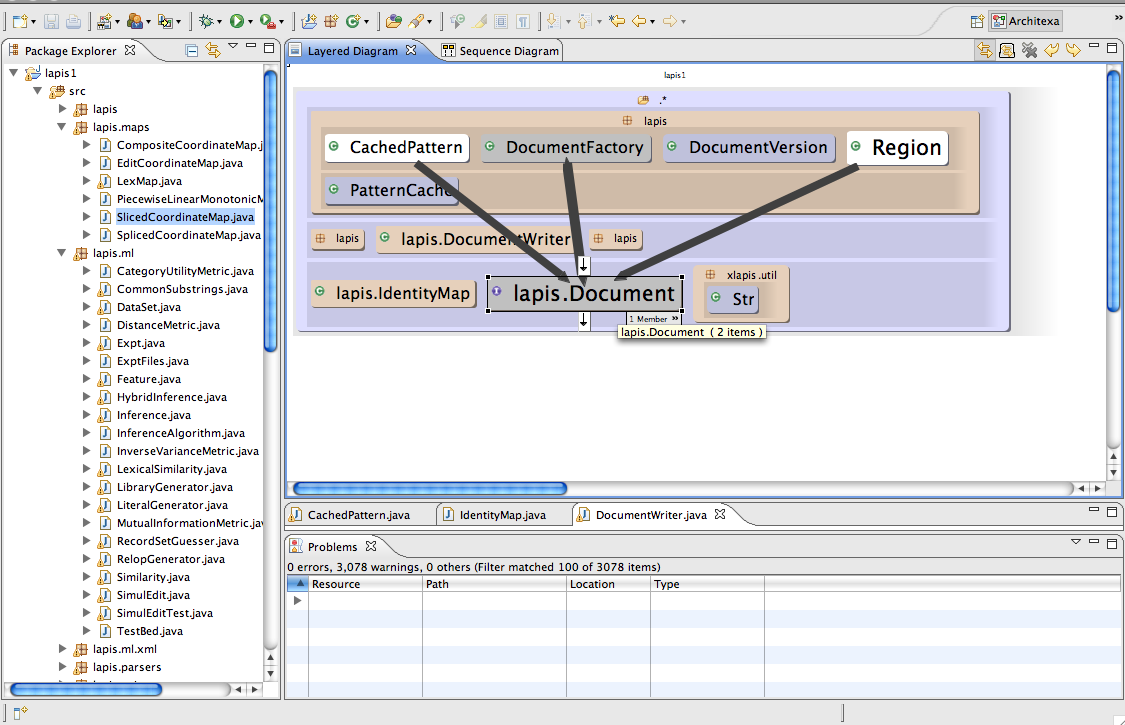 Architexa
»
Package Explorer
Layered Diagram
Sequence Diagram
lapis1
src
lapis
lapis.maps
CompositeCoordinateMap.j
EditCoordinateMap.java
LexMap.java
PiecewiseLinearMonotonicM
SlicedCoordinateMap.java
SplicedCoordinateMap.java
lapis.ml
CategoryUtilityMetric.java
CommonSubstrings.java
DataSet.java
DistanceMetric.java
Expt.java
ExptFiles.java
Feature.java
HybridInference.java
Inference.java
InferenceAlgorithm.java
InverseVarianceMetric.java
LexicalSimilarity.java
LibraryGenerator.java
LiteralGenerator.java
MutualInformationMetric.jav
RecordSetGuesser.java
RelopGenerator.java
Similarity.java
SimulEdit.java
SimulEditTest.java
TestBed.java
lapis.ml.xml
lapis.parsers
lapis1
.*
lapis
CachedPattern
DocumentFactory
DocumentVersion
Region
PatternCache
lapis
lapis.DocumentWriter
lapis
lapis.IdentityMap
lapis.Document
xlapis.util
Str
1 Member »
lapis.Document ( 2 items )
CachedPattern.java
IdentityMap.java
DocumentWriter.java
Problems
0 errors, 3,078 warnings, 0 others (Filter matched 100 of 3078 items)
Resource
Path
Location
Type